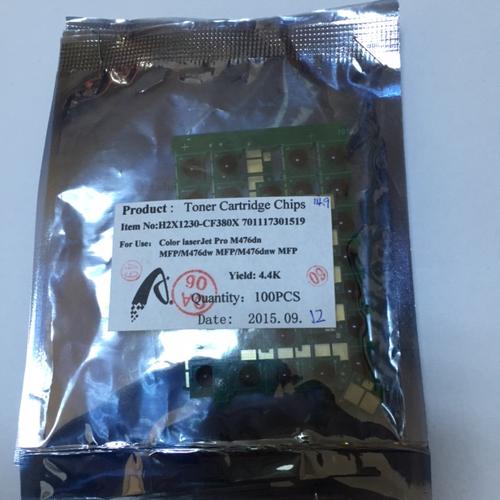 Product : Toner Cartridge Chips
Item No:H2X1230-CF380X 701117301519
For Use: Color laserJet Pro M476dn
MFP/M476dw MFP/M476dnw MFP
Yield: 4.4K
06
Quantity: 100PCS
Date: 2015.09. 12